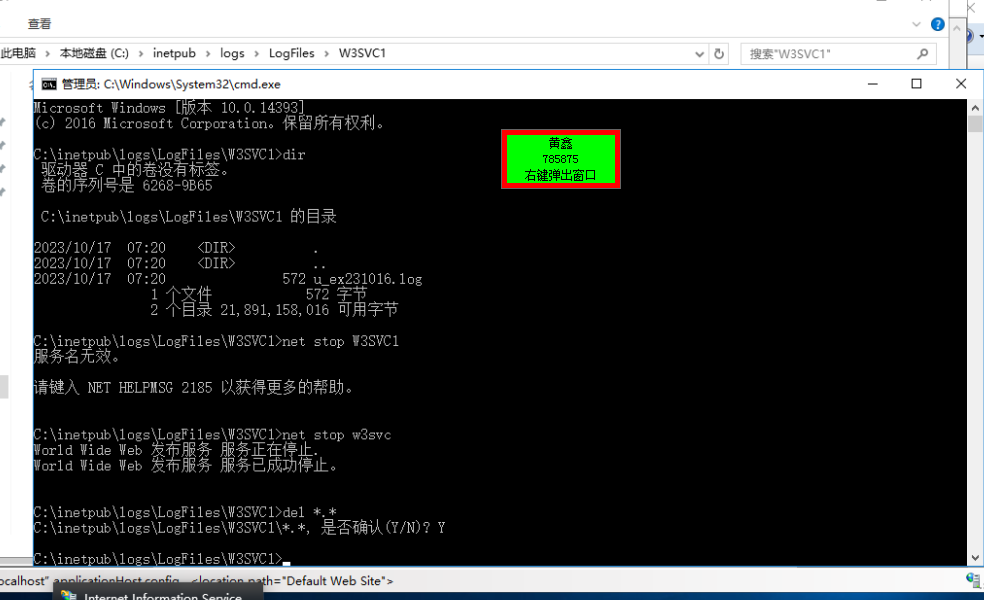 查看
此电脑 › 本地磁盘 (C:) › inetpub › logs › LogFiles › W3SVC1
搜索"W3SVC1"
管理员: C:\Windows\System32\cmd.exe
Microsoft Windows [版本 10.0.14393]
(c) 2016 Microsoft Corporation。保留所有权利。
C:\inetpub\logs\LogFiles\W3SVC1>dir
驱动器 C 中的卷没有标签。
卷的序列号是 6268-9B65
C:\inetpub\logs\LogFiles\W3SVC1 的目录
2023/10/17 07:20 <DIR> .
2023/10/17 07:20 <DIR> ..
2023/10/17 07:20 572 u_ex231016.log
1 个文件 572 字节
2 个目录 21,891,158,016 可用字节
黄鑫
785875
右键弹出窗口
C:\inetpub\logs\LogFiles\W3SVC1>net stop W3SVC1
服务名无效。
请键入 NET HELPMSG 2185 以获得更多的帮助。
C:\inetpub\logs\LogFiles\W3SVC1>net stop w3svc
World Wide Web 发布服务 服务正在停止.
World Wide Web 发布服务 服务已成功停止。
C:\inetpub\logs\LogFiles\W3SVC1>del *.*
C:\inetpub\logs\LogFiles\W3SVC1\*.*, 是否确认(Y/N)? Y
C:\inetpub\logs\LogFiles\W3SVC1>
ocalhost" applicationHost.config , <location path="Default Web Site">
Internet Information Service